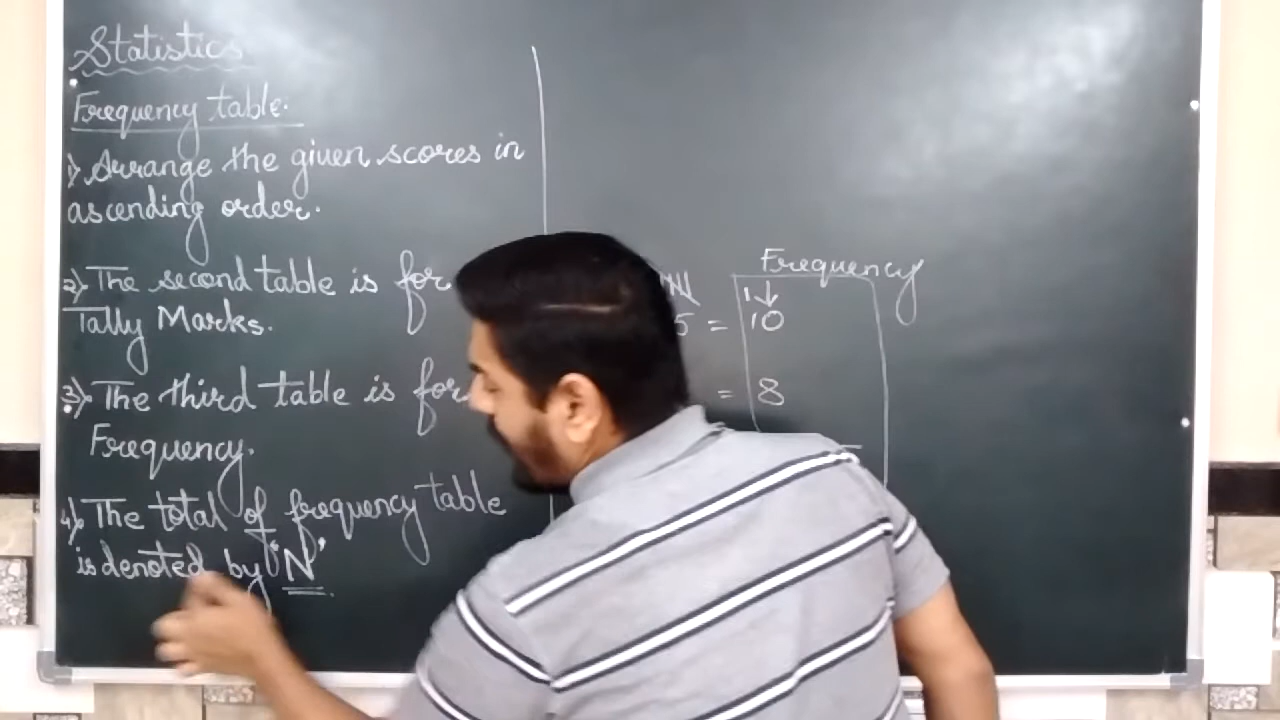 Statistics
Frequency table.
1) Arrange the given scores in
ascending order.
2) The second table is for
Tally Marks.
3) The third table is for
Frequency.
4) The total of frequency table
is denoted by 'N'.
Frequency
1
5 = 10
= 8